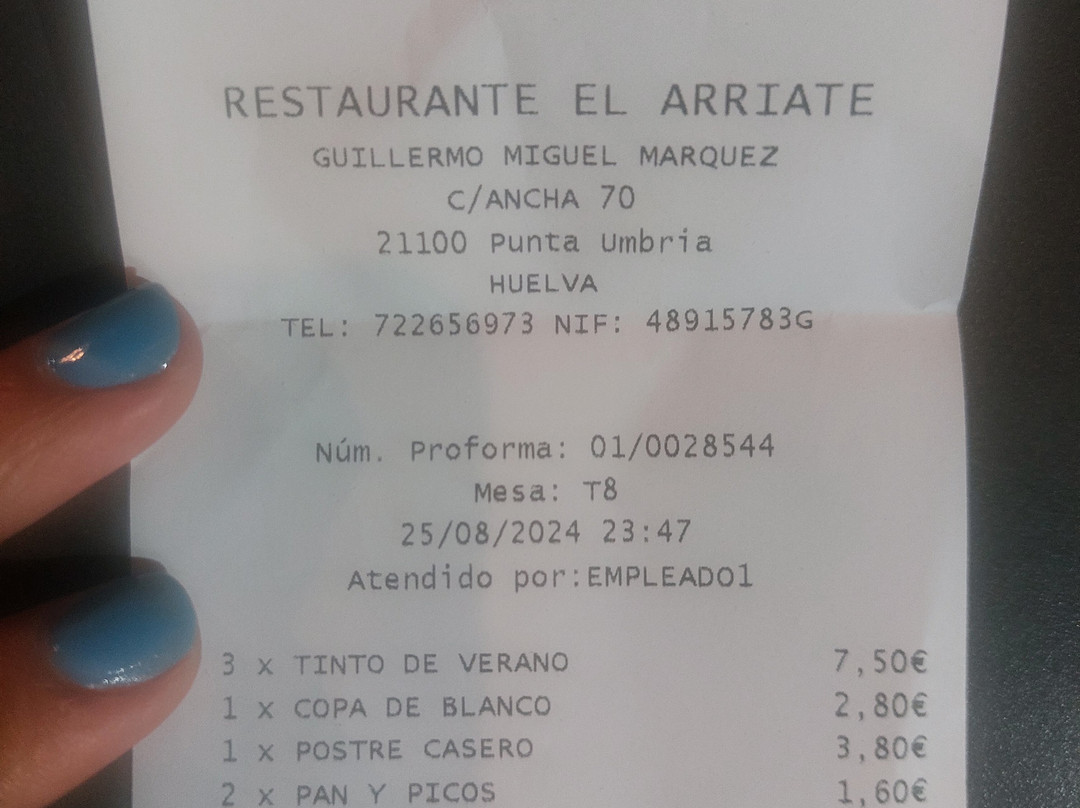 RESTAURANTE EL ARRIATE
GUILLERMO MIGUEL MARQUEZ
C/ANCHA 70
21100 Punta Umbria
HUELVA
TEL: 722656973 NIF: 48915783G
Núm. Proforma: 01/0028544
Mesa: T8
25/08/2024 23:47
Atendido por:EMPLEADO1
3 x TINTO DE VERANO 7,50€
1 x COPA DE BLANCO 2,80€
1 x POSTRE CASERO 3,80€
2 x PAN Y PICOS 1,60€